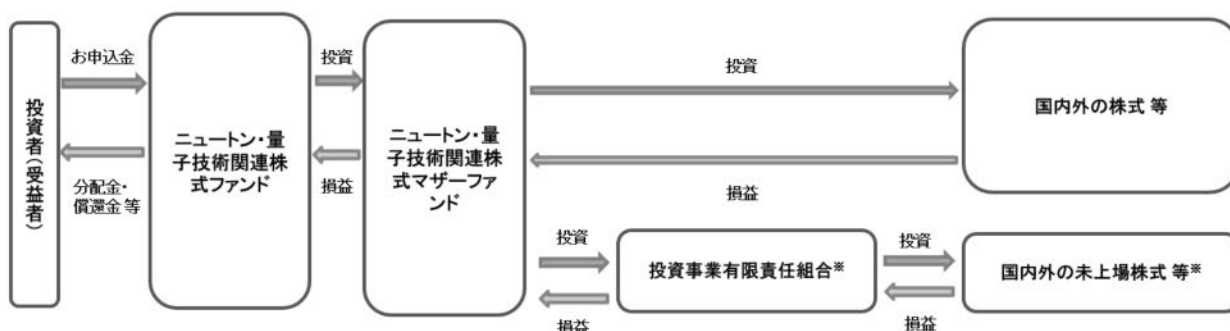 投資者(受益者)
お申込金
分配金・
償還金 等
ニュートン・量
子技術関連株
式ファンド
投資
損益
ニュートン・量
子技術関連株
式マザーファ
ンド
投資
損益
国内外の株式 等
投資
損益
投資事業有限責任組合※
投資
損益
国内外の未上場株式 等※